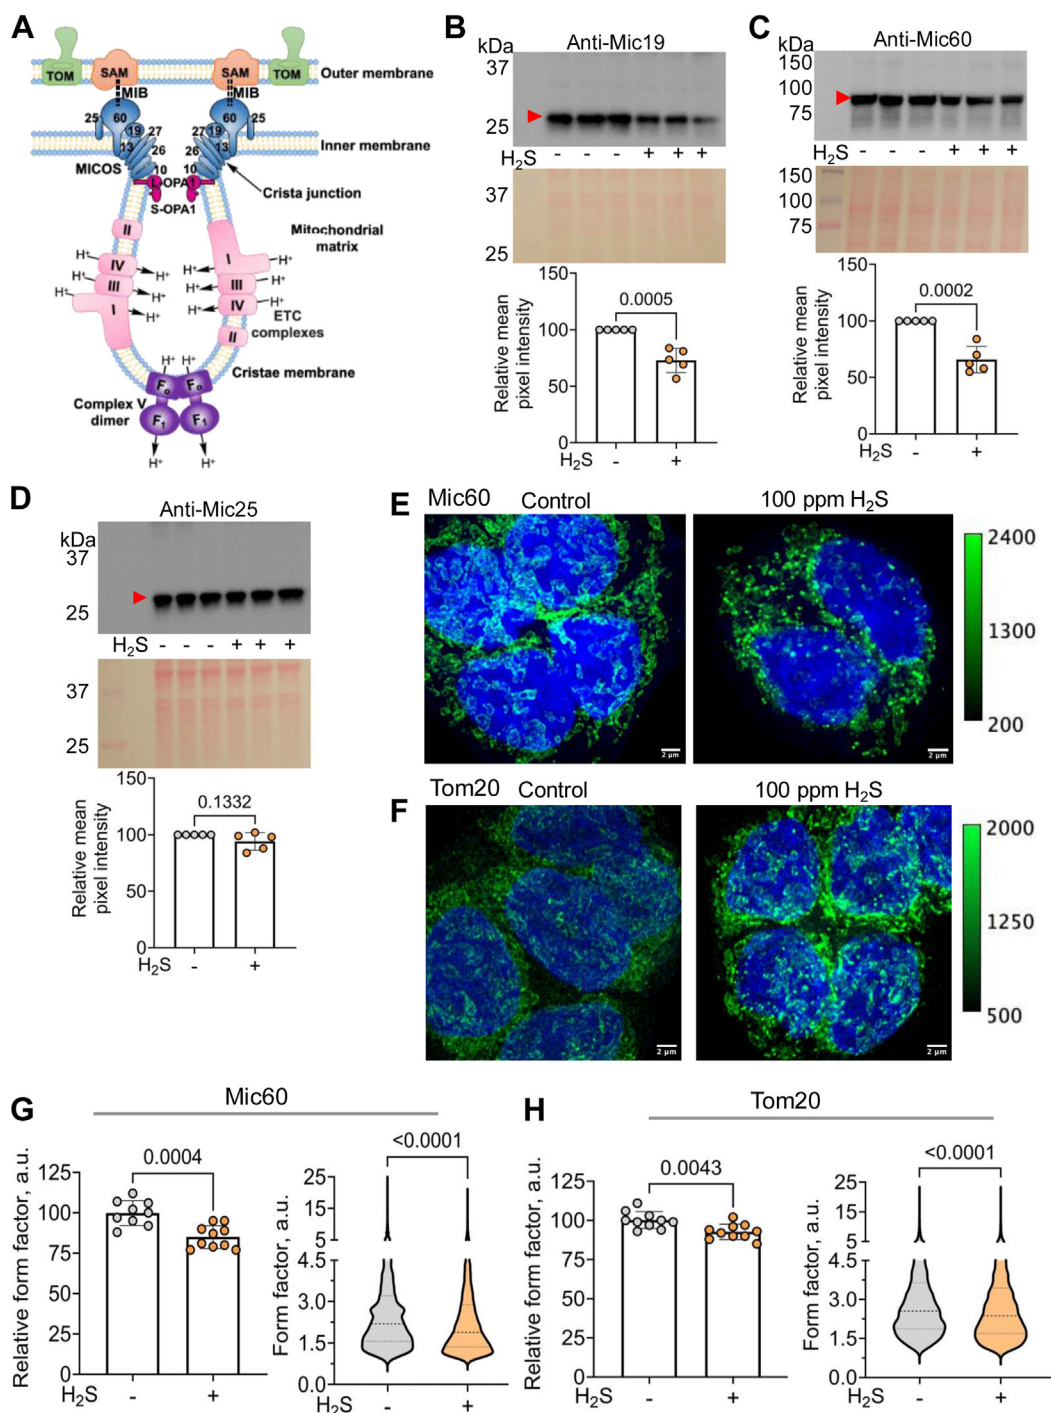 A
TOM
SAM
SAM
TOM
Outer membrane
MIB
MIB
25
60
60
25
19
27
27
19
13
26
26
13
Inner membrane
MICOS
10
10
L-OPA1
S-OPA1
Crista junction
Mitochondrial
matrix
II
I
H+
IV
H+
H+
III
H+
H+
III
H+
H+
IV
H+
I
H+
ETC
complexes
II
H+
H+
Cristae membrane
Fo
Fo
Complex V
dimer
F1
F1
H+
H+
B
kDa
Anti-Mic19
37
25
H2S
- - - + + +
37
25
150
100
50
0
0.0005
Relative mean
pixel intensity
H2S - +
C
kDa
Anti-Mic60
150
100
75
H2S
- - - + + +
150
100
75
150
100
50
0
0.0002
Relative mean
pixel intensity
H2S - +
D
Anti-Mic25
kDa
37
25
H2S - - - + + +
37
25
150
100
50
0
0.1332
Relative mean
pixel intensity
H2S - +
E
Mic60 Control
100 ppm H2S
2 µm
2 µm
2400
1300
200
F
Tom20 Control
100 ppm H2S
2 µm
2 µm
2000
1250
500
G
Mic60
0.0004
125
100
75
50
25
0
Relative form factor, a.u.
H2S - +
<0.0001
25
15
5
4.5
3.0
1.5
0.0
Form factor, a.u.
H2S - +
H
Tom20
0.0043
125
100
75
50
25
0
Relative form factor, a.u.
H2S - +
<0.0001
25
15
5
4.5
3.0
1.5
0.0
Form factor, a.u.
H2S - +